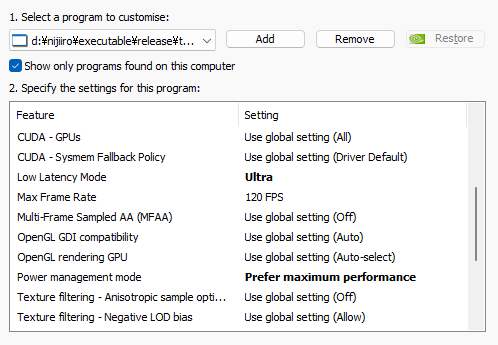 1. Select a program to customise:
d:¥nijiiro¥executable¥release¥t...
Add
Remove
Restore
Show only programs found on this computer
2. Specify the settings for this program:
Feature Setting
CUDA - GPUs Use global setting (All)
CUDA - Sysmem Fallback Policy Use global setting (Driver Default)
Low Latency Mode Ultra
Max Frame Rate 120 FPS
Multi-Frame Sampled AA (MFAA) Use global setting (Off)
OpenGL GDI compatibility Use global setting (Auto)
OpenGL rendering GPU Use global setting (Auto-select)
Power management mode Prefer maximum performance
Texture filtering - Anisotropic sample opti... Use global setting (Off)
Texture filtering - Negative LOD bias Use global setting (Allow)